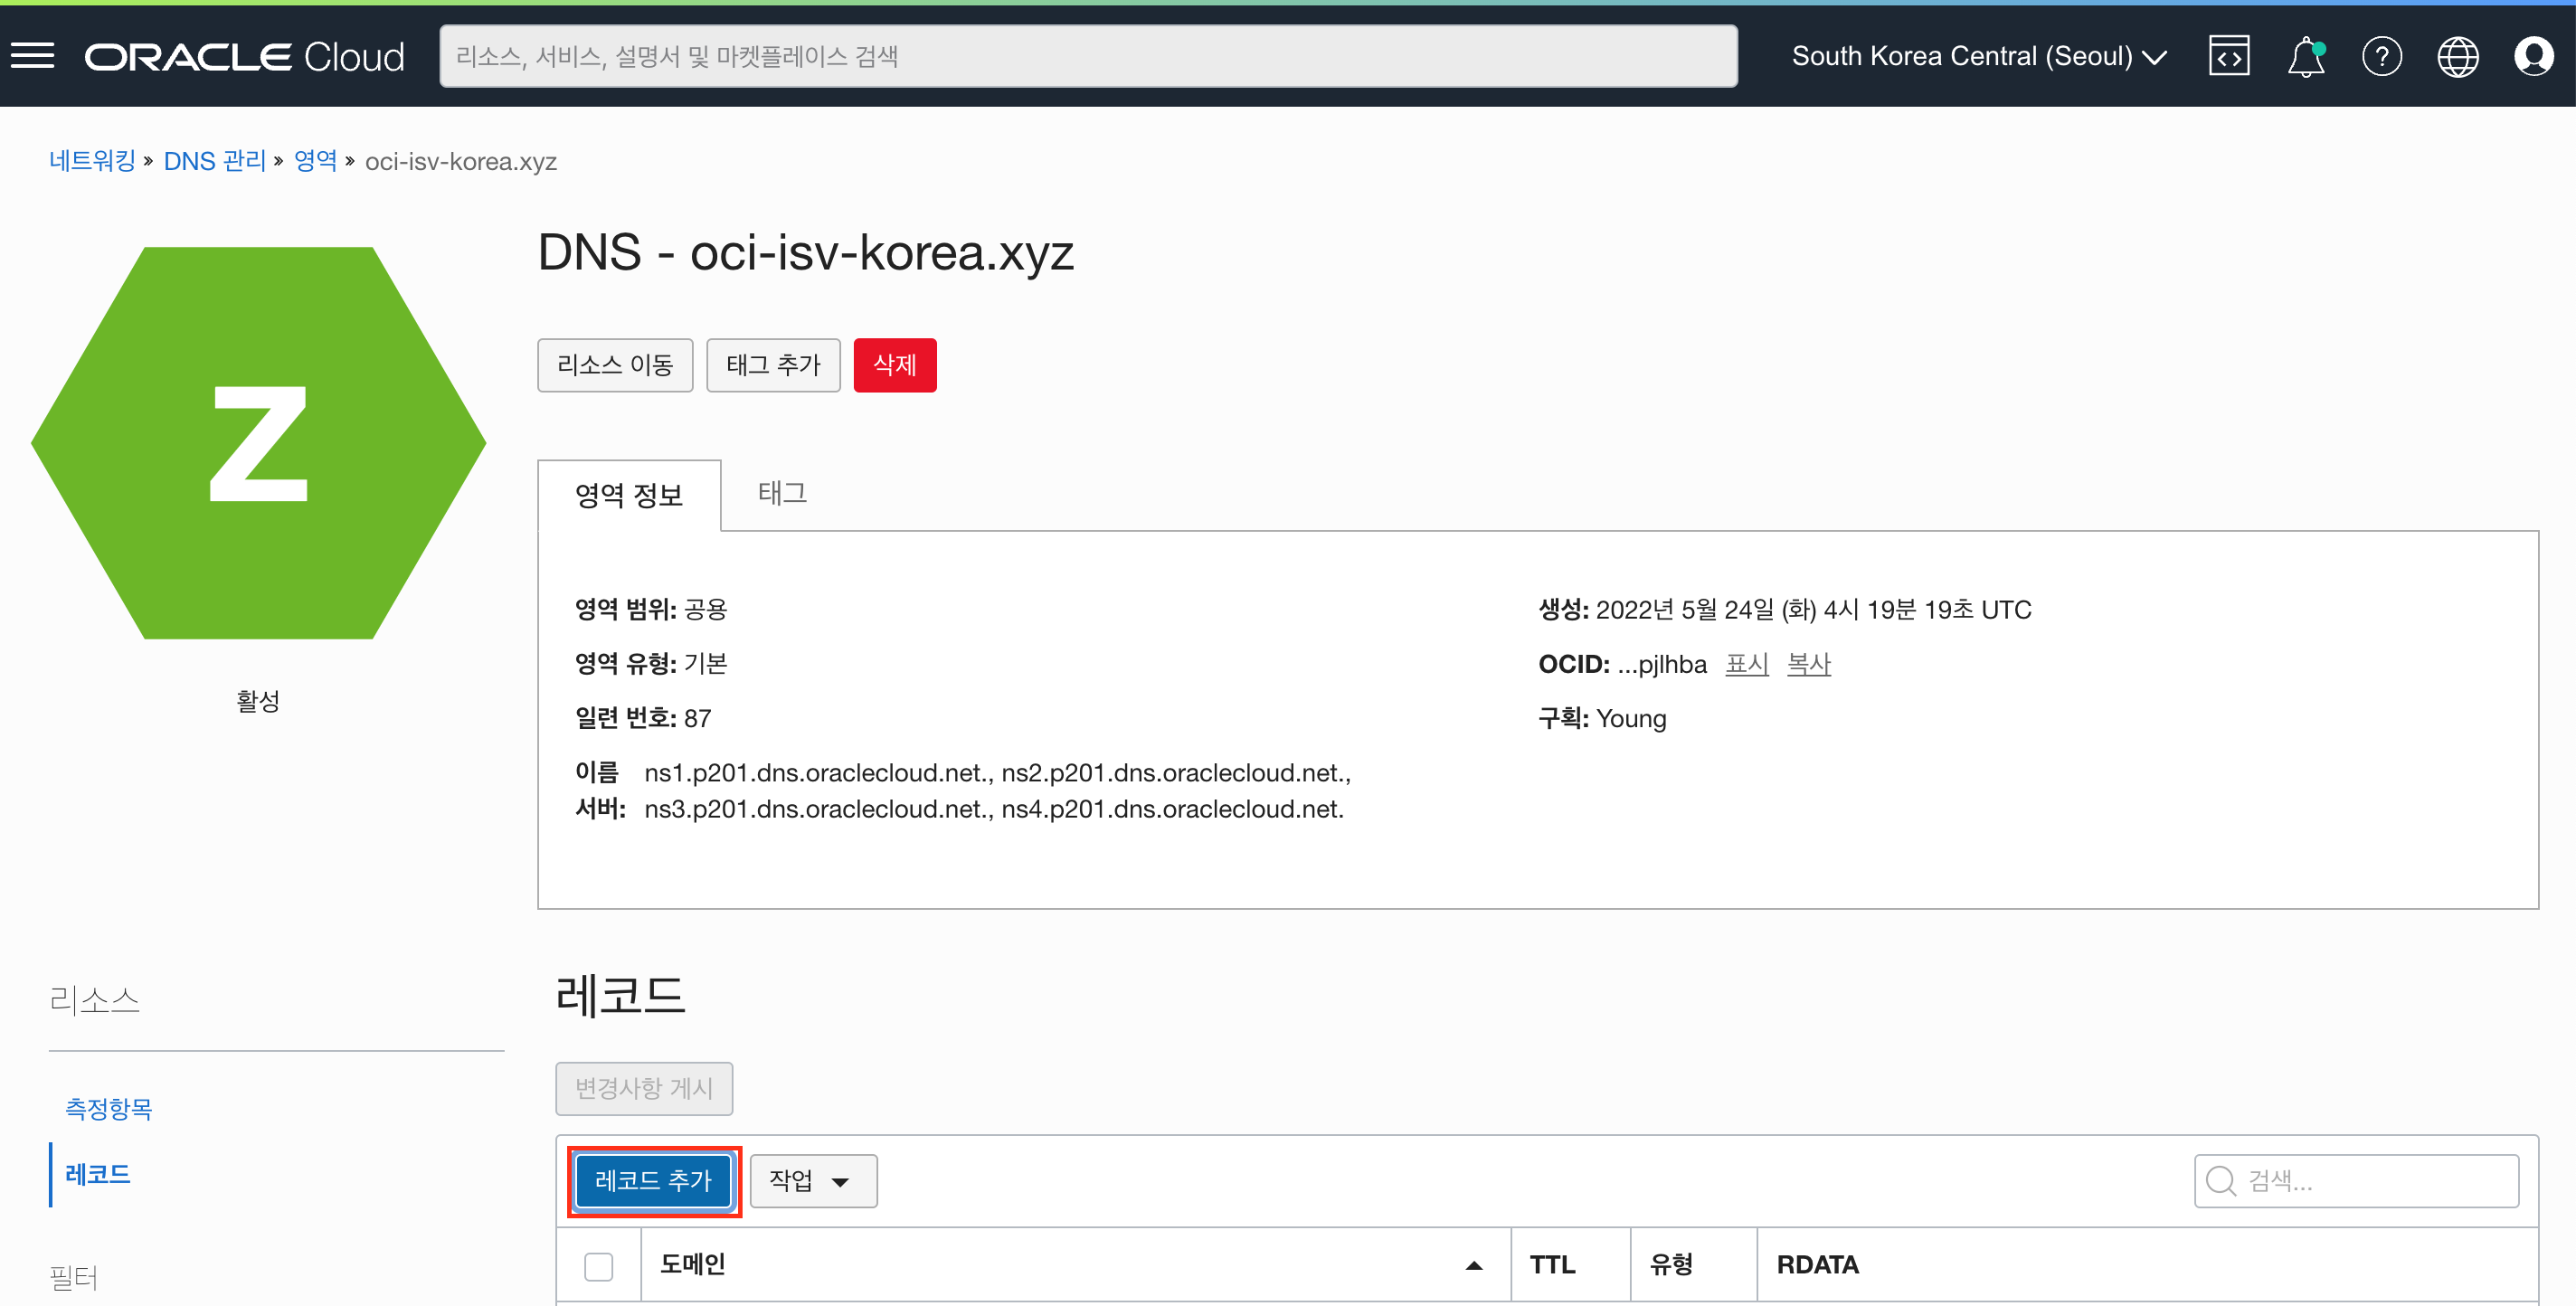 ORACLE Cloud
리소스, 서비스, 설명서 및 마켓플레이스 검색
South Korea Central (Seoul)
네트워킹 » DNS 관리 » 영역 » oci-isv-korea.xyz
DNS - oci-isv-korea.xyz
리소스 이동
태그 추가
삭제
Z
활성
영역 정보
태그
영역 범위: 공용
영역 유형: 기본
일련 번호: 87
이름 서버: ns1.p201.dns.oraclecloud.net., ns2.p201.dns.oraclecloud.net.,
ns3.p201.dns.oraclecloud.net., ns4.p201.dns.oraclecloud.net.
생성: 2022년 5월 24일 (화) 4시 19분 19초 UTC
OCID: ...pjlhba 표시 복사
구획: Young
리소스
측정항목
레코드
필터
레코드
변경사항 게시
레코드 추가
작업
검색...
도메인
TTL
유형
RDATA